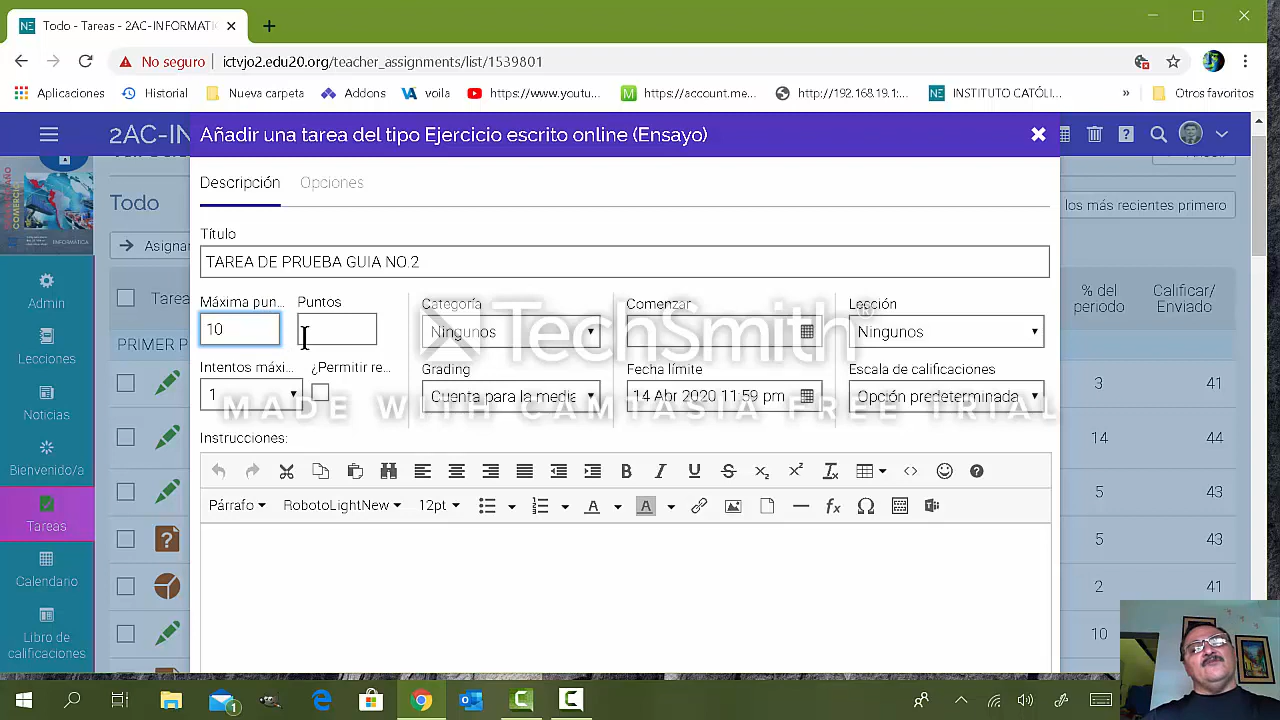 Todo - Tareas - 2AC-INFORMATIC
No seguro
ictvjo2.edu20.org/teacher_assignments/list/1539801
Aplicaciones
Historial
Nueva carpeta
Addons
voila
https://www.youtu...
https://account.me...
http://192.168.19.1:...
INSTITUTO CATÓLI...
»
Otros favoritos
2AC-IN
Añadir una tarea del tipo Ejercicio escrito online (Ensayo)
Descripción
Opciones
Todo
los más recientes primero
Título
Asignar
TAREA DE PRUEBA GUIA NO.2
Admin
Tarea
Máxima pun...
Puntos
Categoría
Comenzar
Lección
% del periodo
Calificar/ Enviado
10
Ningunos
Ningunos
TechSmith
PRIMER P
Lecciones
Intentos máxi...
¿Permitir re...
Grading
Fecha límite
Escala de calificaciones
3
41
1
Cuenta para la media
14 Abr 2020 11:59 pm
Opción predeterminada
MADE WITH CAMTASIA FREE TRIAL
Noticias
Instrucciones:
14
44
Bienvenido/a
Párrafo
RobotoLightNew
12pt
5
43
Tareas
5
43
Calendario
2
41
Libro de calificaciones
10
40
1